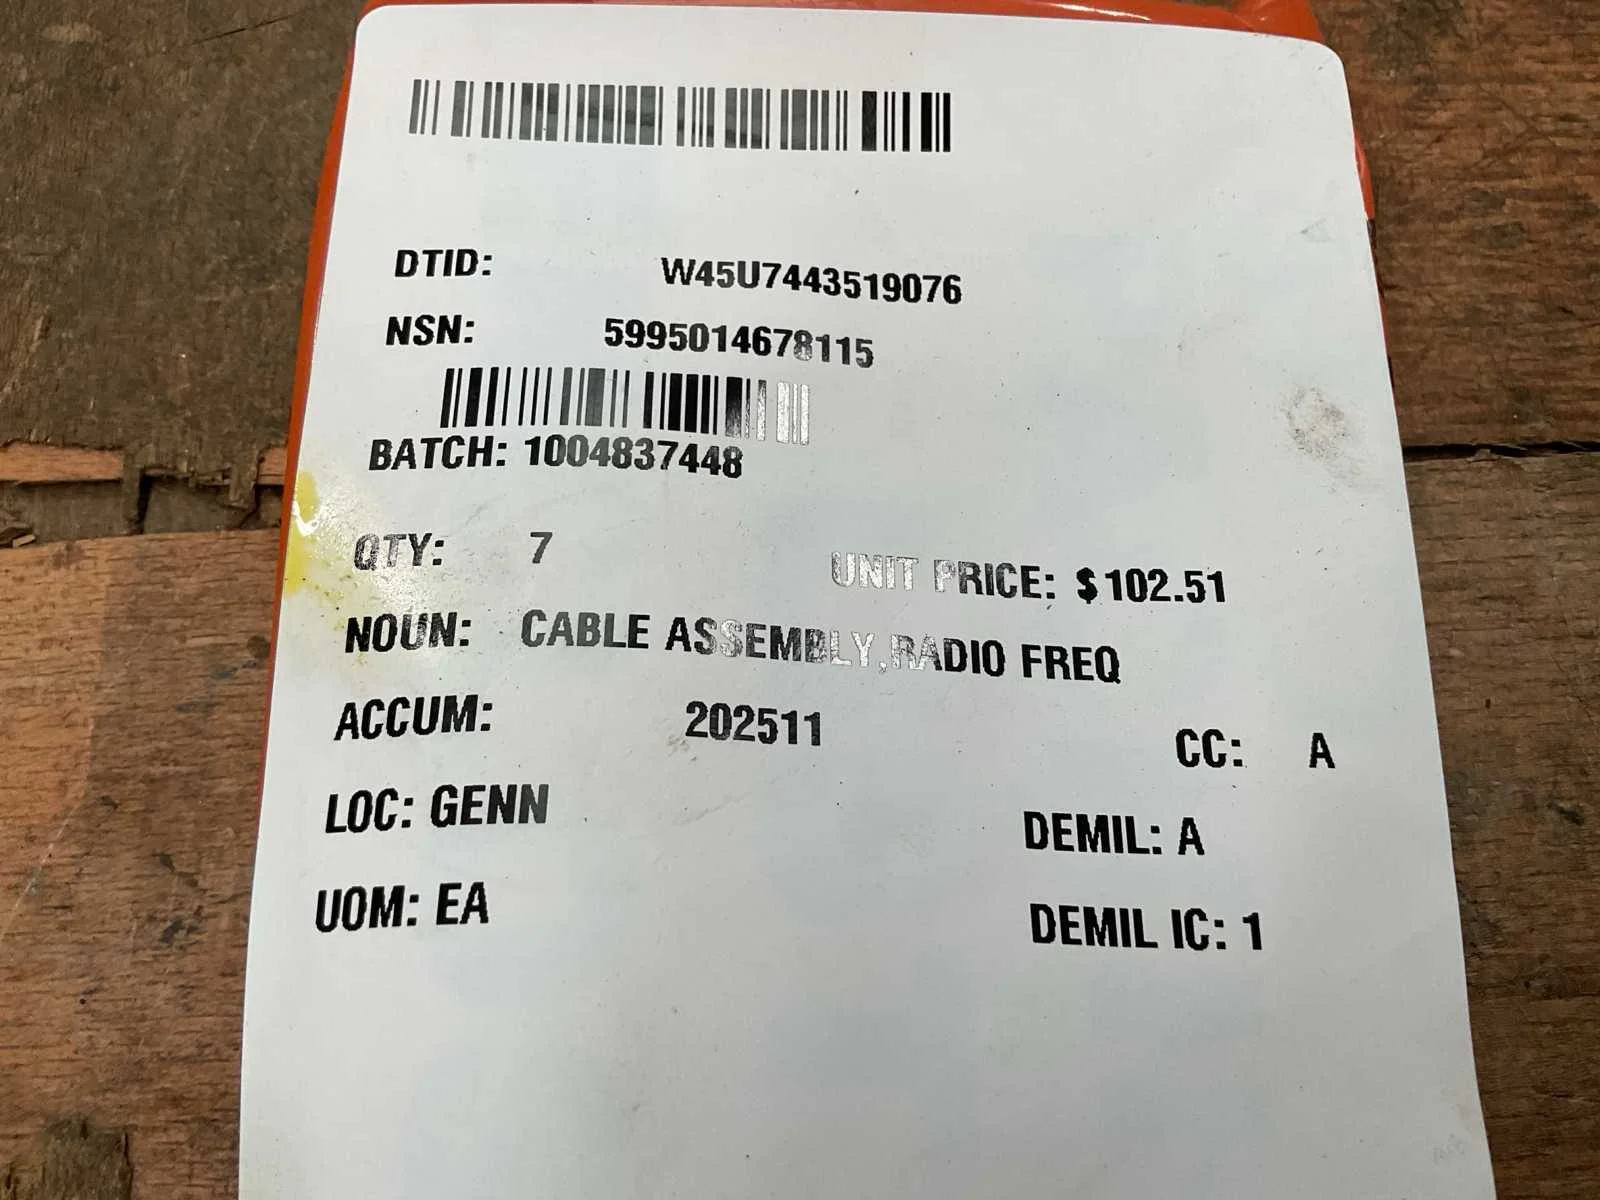 DTID: W45U7443519076
NSN: 5995014678115
BATCH: 1004837448
QTY: 7 UNIT PRICE: $102.51
NOUN: CABLE ASSEMBLY,RADIO FREQ
ACCUM: 202511 CC: A
LOC: GENN DEMIL: A
UOM: EA DEMIL IC: 1